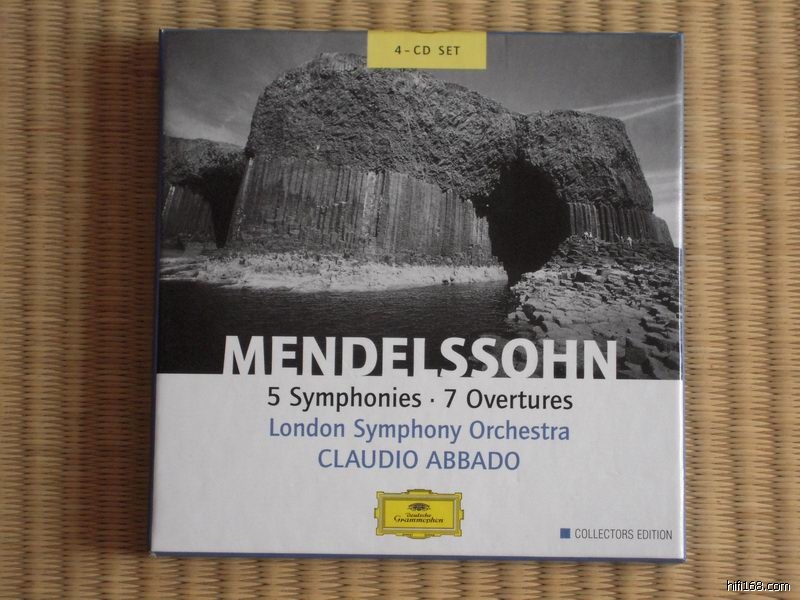 4-CD SET
MENDELSSOHN
5 Symphonies · 7 Overtures
London Symphony Orchestra
CLAUDIO ABBADO
Deutsche
Grammophon
COLLECTORS EDITION
hifi168.com